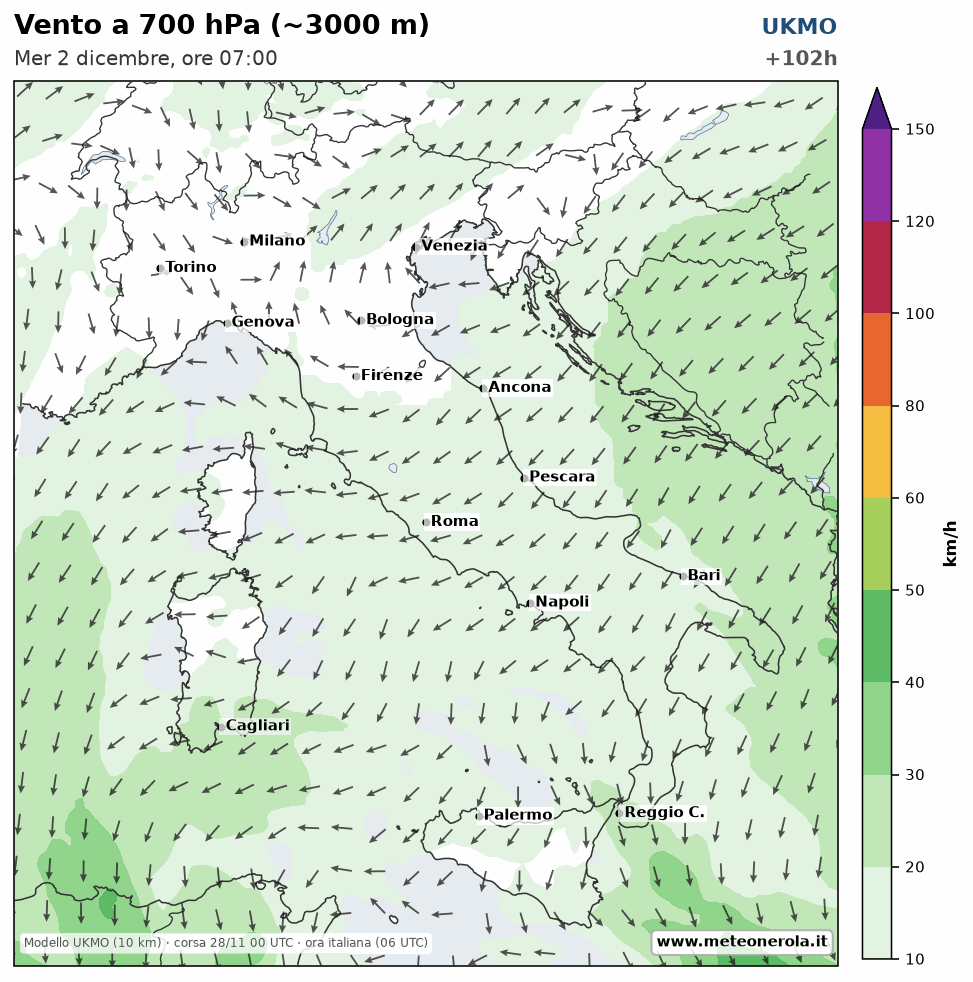 Vento a 700 hPa (~3000 m)
UKMO
Mer 2 dicembre, ore 07:00
+102h
Milano
Venezia
Torino
Genova
Bologna
Firenze
Ancona
Pescara
Roma
Bari
Napoli
Cagliari
Palermo
Reggio C.
150
120
100
80
60
50
40
30
20
10
km/h
Modello UKMO (10 km) · corsa 28/11 00 UTC · ora italiana (06 UTC)
www.meteonerola.it